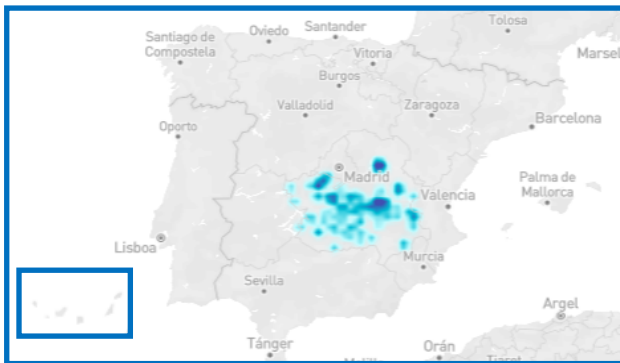 Tolosa
Santander
Oviedo
Santiago de
Compostela
Marsel
Vitoria
Burgos
Valladolid
Zaragoza
Barcelona
Oporto
Madrid
Palma de
Mallorca
Valencia
Lisboa
Murcia
Sevilla
Argel
Tánger
Orán